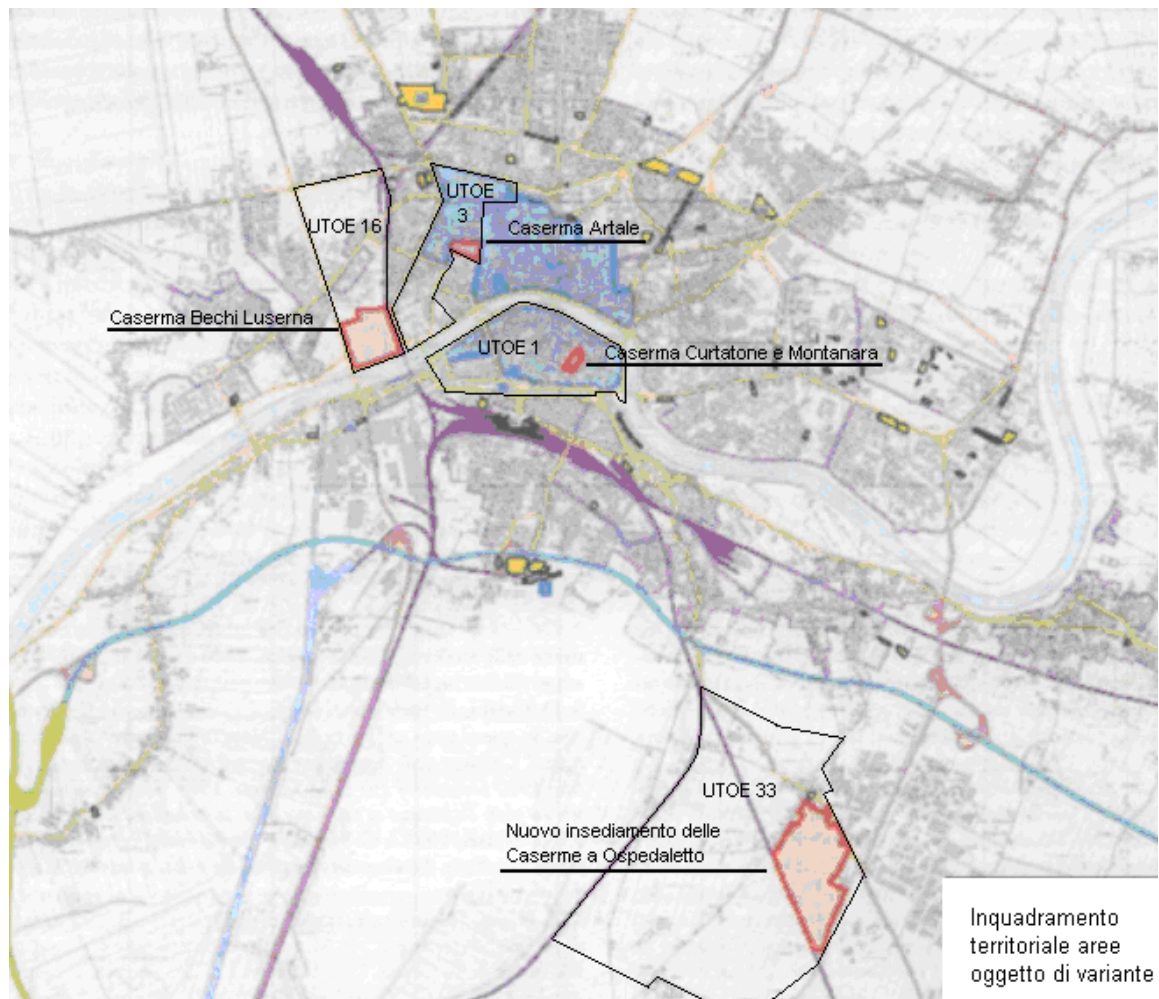 UTOE
3
UTOE 16
Caserma Artale
Caserma Bechi Luserna
UTOE 1
Caserma Curtatone e Montanara
UTOE 33
Nuovo insediamento delle
Caserme a Ospedaletto
Inquadramento
territoriale aree
oggetto di variante